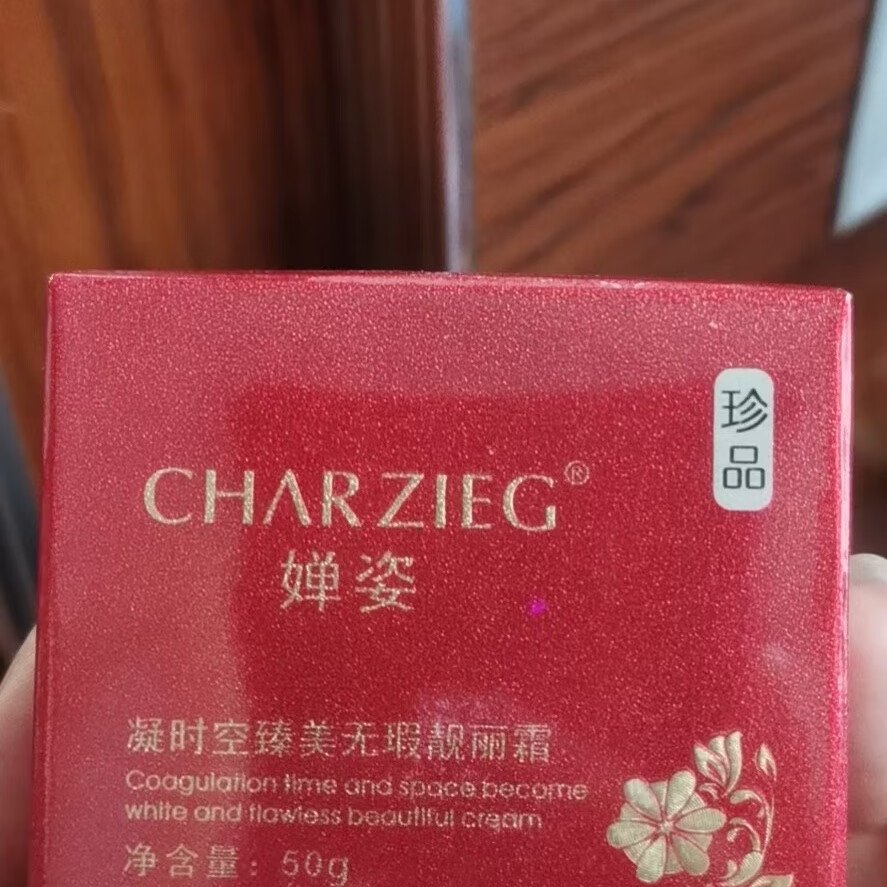 珍品
CHARZIEG®
婵姿
凝时空臻美无瑕靓丽霜
Coagulation time and space become
white and flawless beautiful cream
净含量：50g